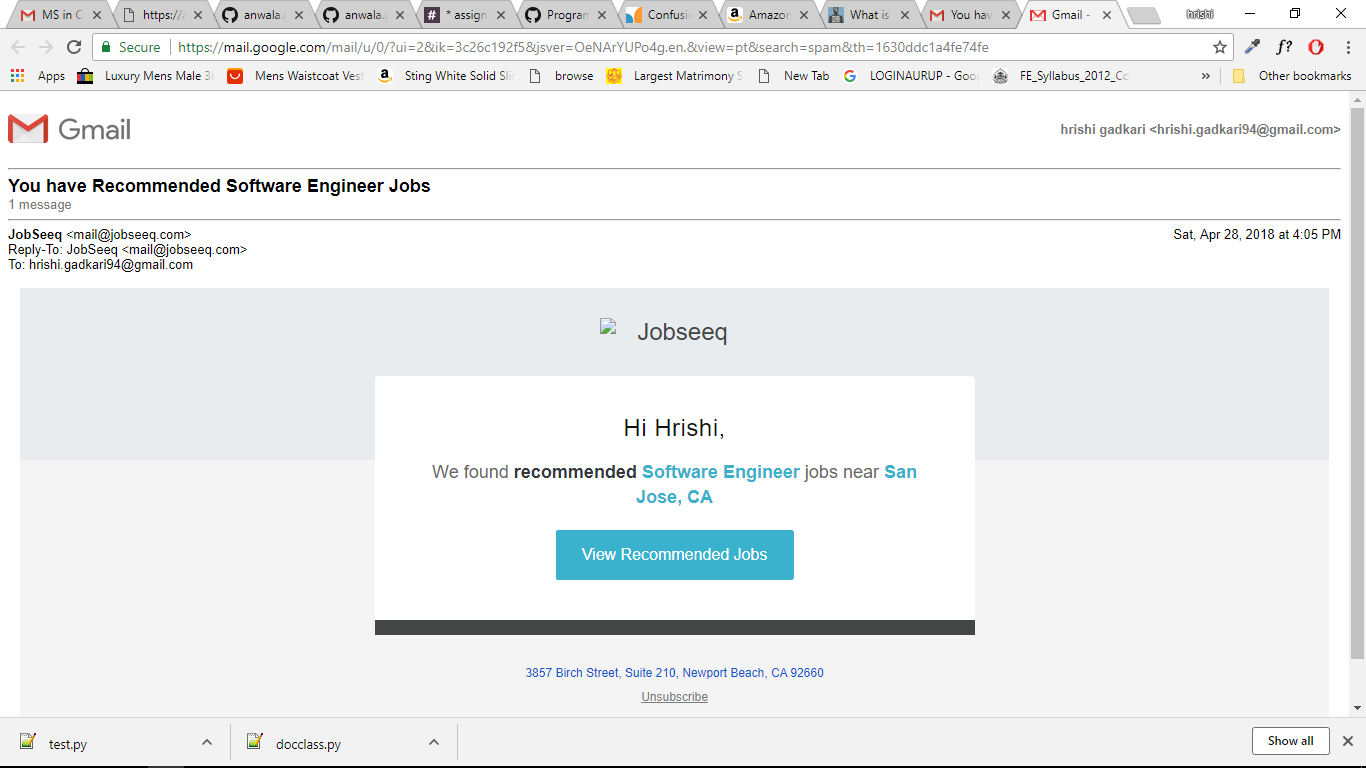 MS in C
https://a
anwala.g
anwala.g
* assign
Program
Confusi
Amazon
What is
You hav
Gmail -
hrishi
Secure | https://mail.google.com/mail/u/0/?ui=2&ik=3c26c192f5&jsver=OeNArYUPo4g.en.&view=pt&search=spam&th=1630ddc1a4fe74fe
f?
Apps Luxury Mens Male 3 Mens Waistcoat Vest Sting White Solid Sli browse Largest Matrimony S New Tab LOGINAURUP - Goo FE_Syllabus_2012_Co » Other bookmarks
Gmail
hrishi gadkari <hrishi.gadkari94@gmail.com>
You have Recommended Software Engineer Jobs
1 message
JobSeeq <mail@jobseeq.com> Sat, Apr 28, 2018 at 4:05 PM
Reply-To: JobSeeq <mail@jobseeq.com>
To: hrishi.gadkari94@gmail.com
Jobseeq
Hi Hrishi,
We found recommended Software Engineer jobs near San
Jose, CA
View Recommended Jobs
3857 Birch Street, Suite 210, Newport Beach, CA 92660
Unsubscribe
test.py
docclass.py
Show all